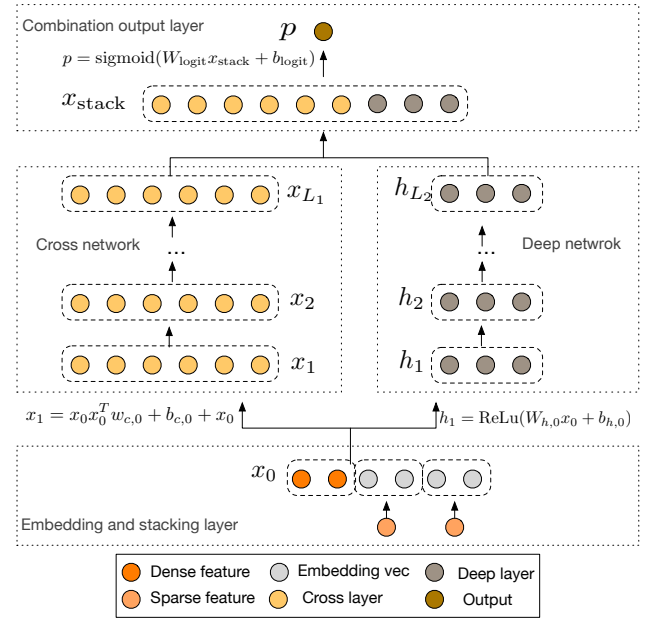 Combination output layer
p
p = sigmoid(W_logit x_stack + b_logit)
x_stack
x_{L_1}
h_{L_2}
Cross network
...
...
Deep netwrok
x_2
h_2
x_1
h_1
x_1 = x_0 x_0^T w_{c,0} + b_{c,0} + x_0
h_1 = ReLu(W_{h,0} x_0 + b_{h,0})
x_0
Embedding and stacking layer
Dense feature
Embedding vec
Deep layer
Sparse feature
Cross layer
Output